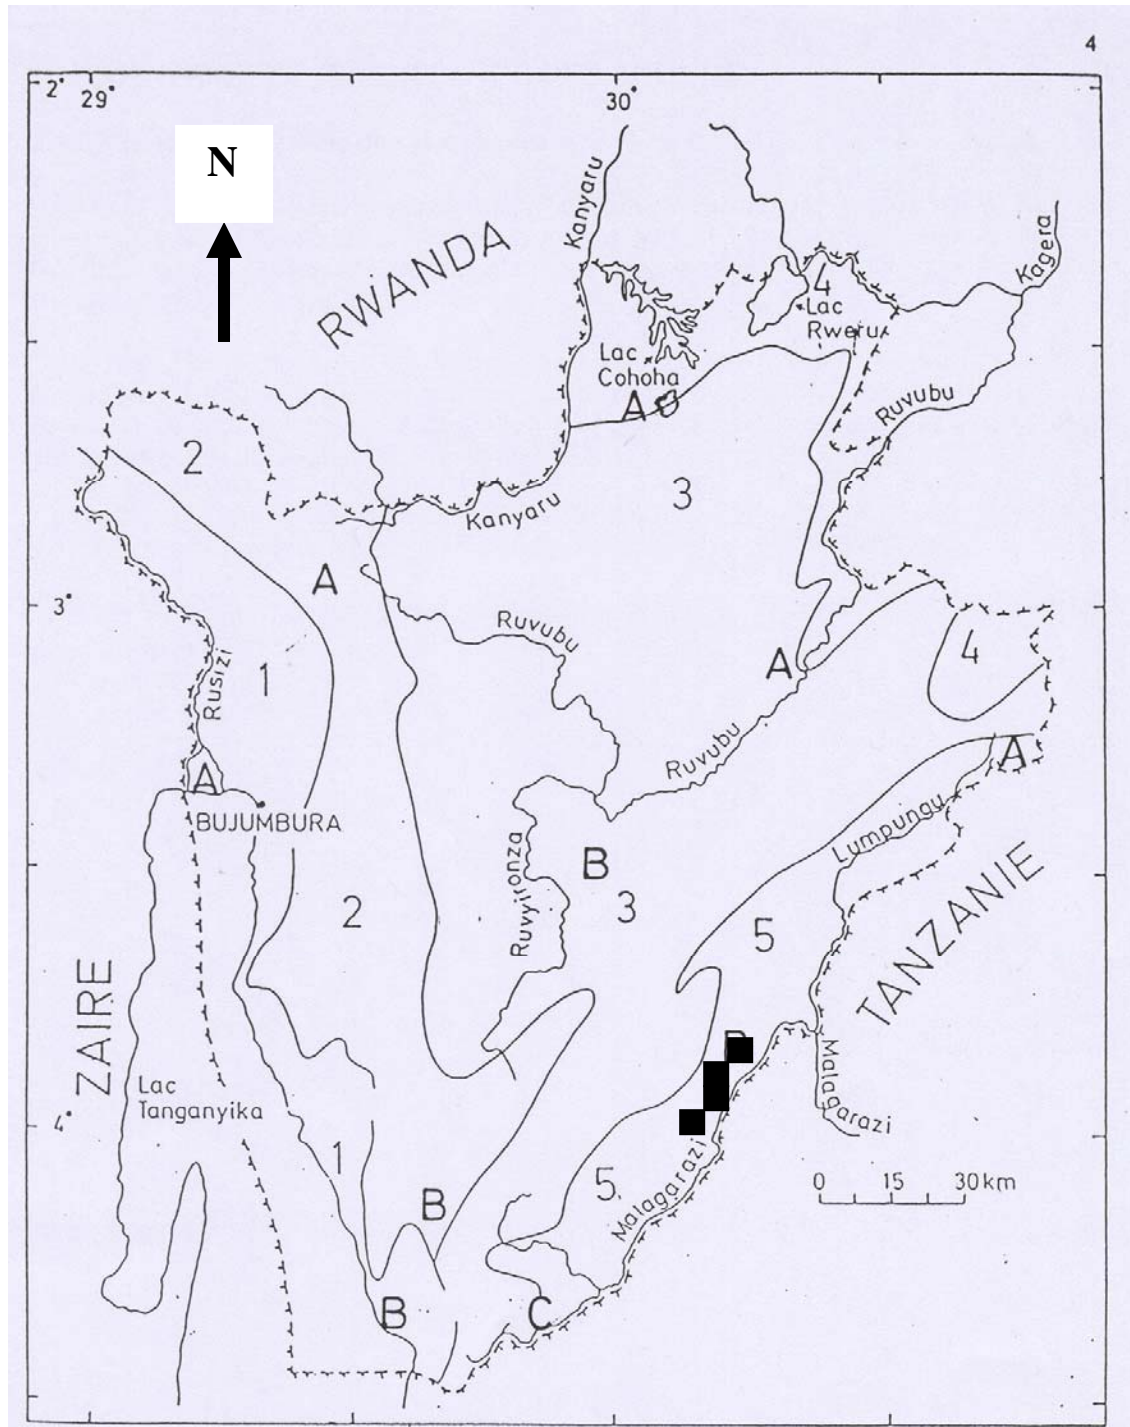 4
2°
29°
30°
N
Kanyaru
RWANDA
Kagera
4
Lac
Rweru
Lac
Cohoha
A
Ruvubu
2
3
Kanyaru
A
3°
Ruvubu
1
A
4
Rusizi
Ruvubu
A
A
BUJUMBURA
Lumpungu
B
Ruvyironza
3
2
5
TANZANIE
ZAIRE
Malagarazi
Lac
Tanganyika
4°
1
5
Malagarazi
0 15 30 km
B
B
C